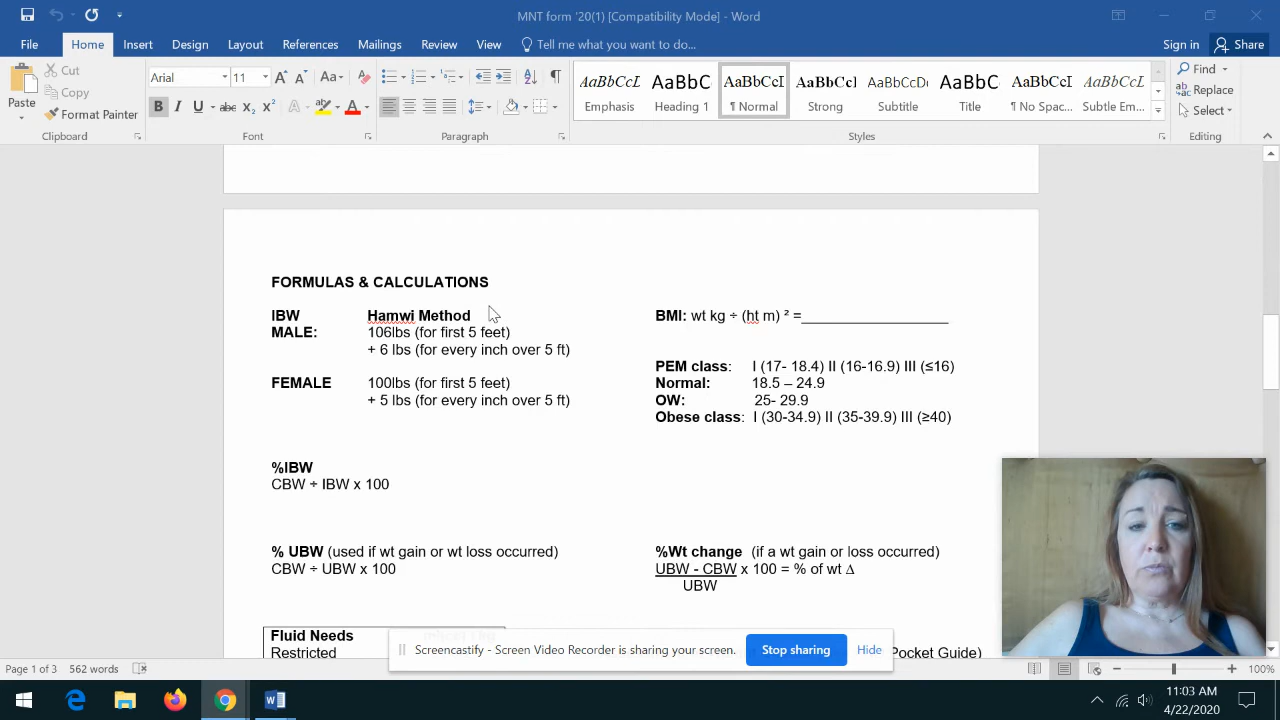 MNT form '20(1) [Compatibility Mode] - Word
File Home Insert Design Layout References Mailings Review View Tell me what you want to do... Sign in Share
Cut
Copy
Format Painter
Paste
Clipboard
Arial 11
Font
Paragraph
AaBbCcL AaBbC AaBbCcI AaBbCcl AaBbCcDc AaBbC AaBbCcI AaBbCcL
Emphasis Heading 1 ¶ Normal Strong Subtitle Title ¶ No Spac... Subtle Em...
Styles
Find
Replace
Select
Editing
FORMULAS & CALCULATIONS
IBW Hamwi Method
MALE: 106lbs (for first 5 feet)
+ 6 lbs (for every inch over 5 ft)
FEMALE 100lbs (for first 5 feet)
+ 5 lbs (for every inch over 5 ft)
BMI: wt kg ÷ (ht m) ² =____________________
PEM class: I (17- 18.4) II (16-16.9) III (≤16)
Normal: 18.5 – 24.9
OW: 25- 29.9
Obese class: I (30-34.9) II (35-39.9) III (≥40)
%IBW
CBW ÷ IBW x 100
% UBW (used if wt gain or wt loss occurred)
CBW ÷ UBW x 100
%Wt change (if a wt gain or loss occurred)
UBW - CBW x 100 = % of wt Δ
UBW
Fluid Needs
Restricted
Pocket Guide)
Screencastify - Screen Video Recorder is sharing your screen. Stop sharing Hide
Page 1 of 3 562 words 100%
11:03 AM
4/22/2020